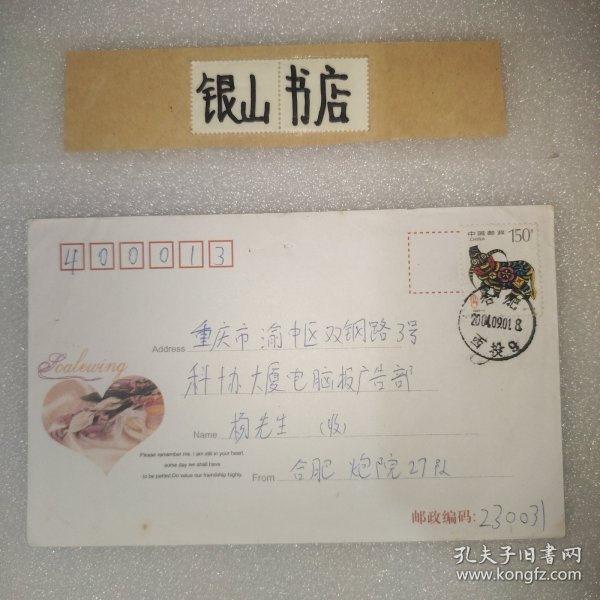 银山书店
400013
中国邮政 150分
CHINA
合肥
2004.09.01 8
西投
Address 重庆市渝中区双钢路3号
科协大厦电脑报广告部
Name 杨先生(收)
Please remember me. I am still in your heart.
some day we shall have
to be parted.Do value our friendship highly.
From 合肥 炮院27队
邮政编码:230031
孔夫子旧书网
www.kongfz.com